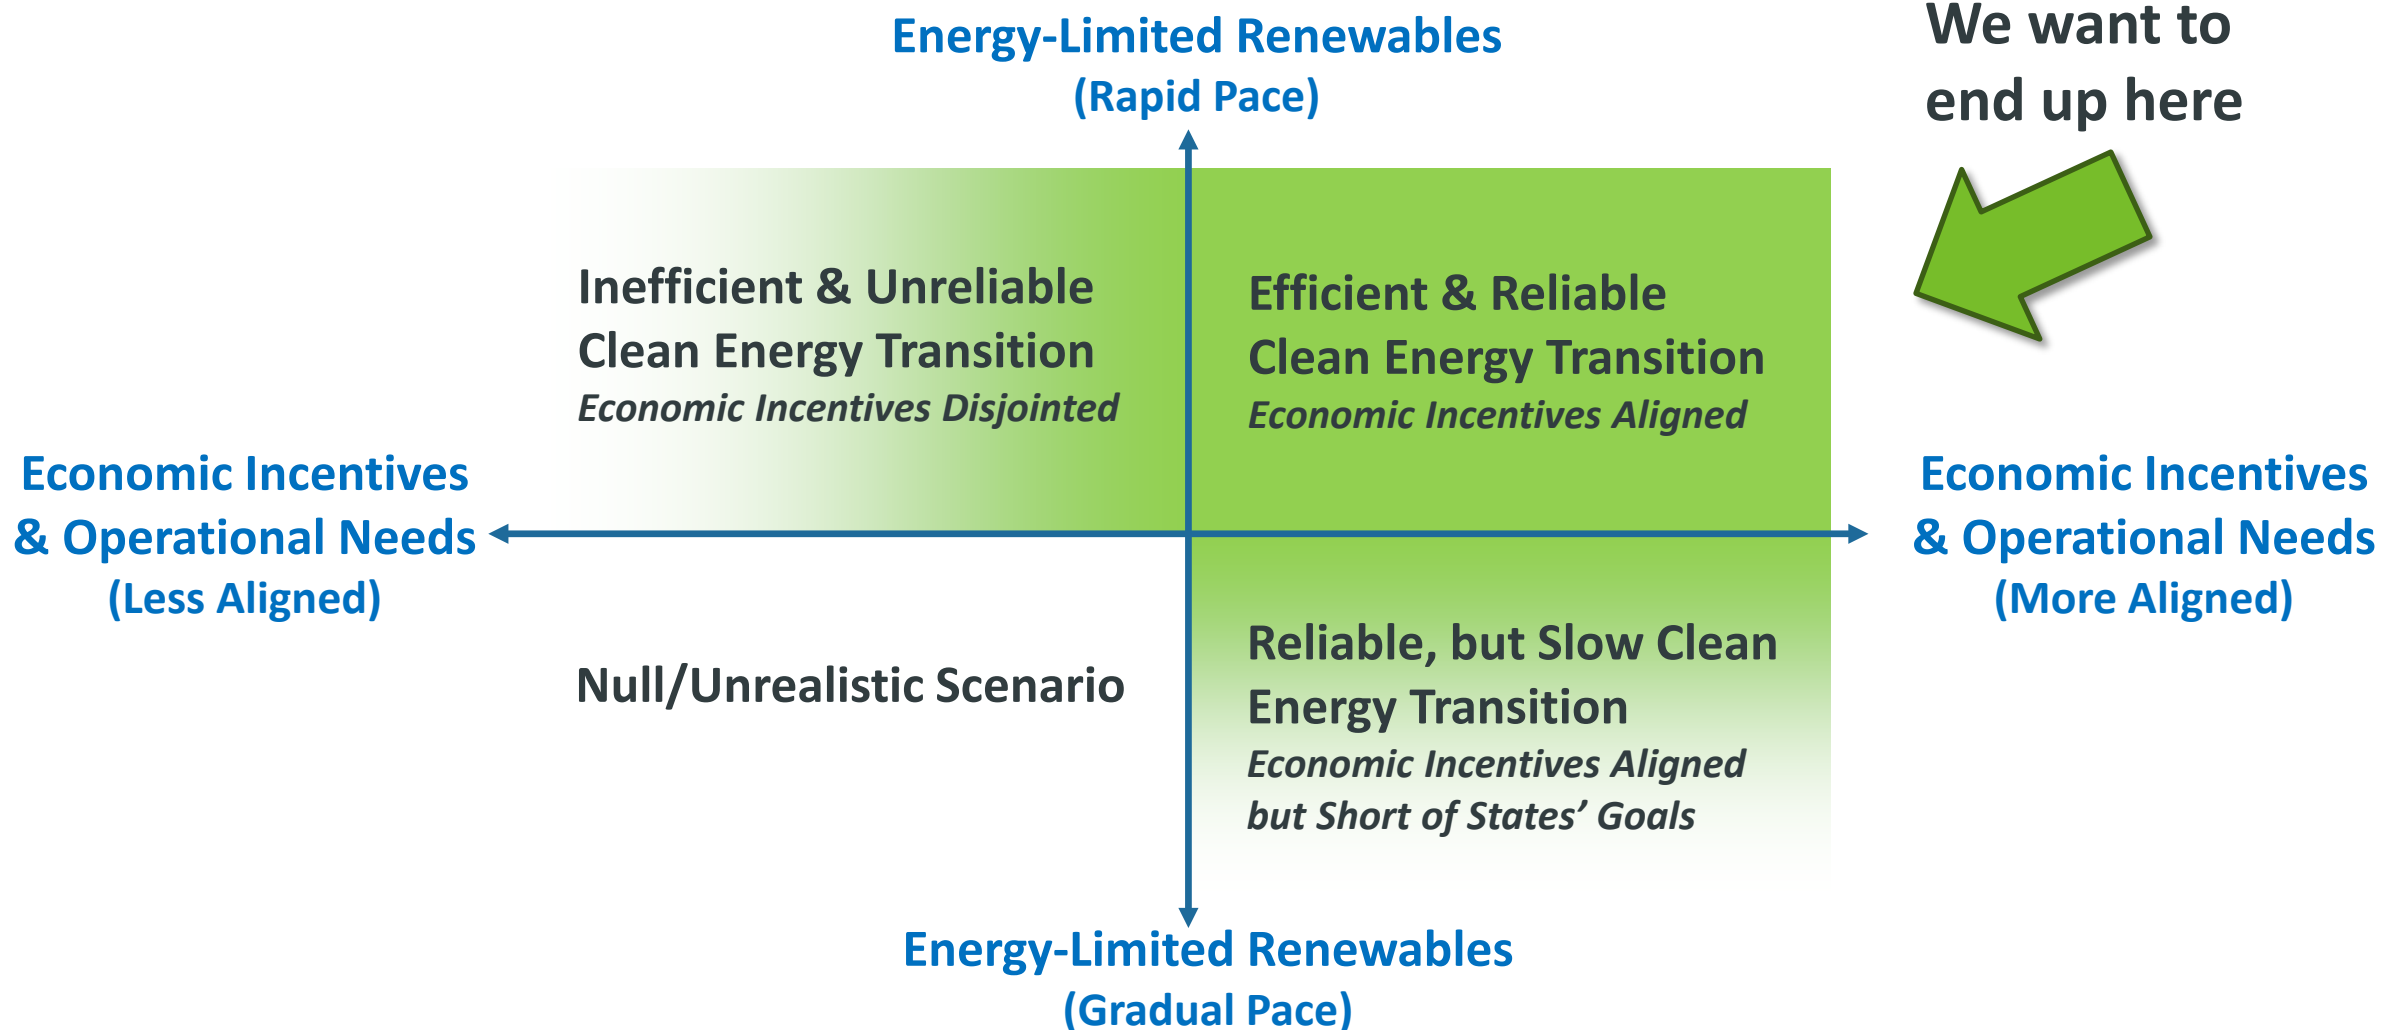 Energy-Limited Renewables
(Rapid Pace)
We want to
end up here
Inefficient & Unreliable
Clean Energy Transition
Economic Incentives Disjointed
Efficient & Reliable
Clean Energy Transition
Economic Incentives Aligned
Economic Incentives
& Operational Needs
(Less Aligned)
Economic Incentives
& Operational Needs
(More Aligned)
Null/Unrealistic Scenario
Reliable, but Slow Clean
Energy Transition
Economic Incentives Aligned
but Short of States’ Goals
Energy-Limited Renewables
(Gradual Pace)